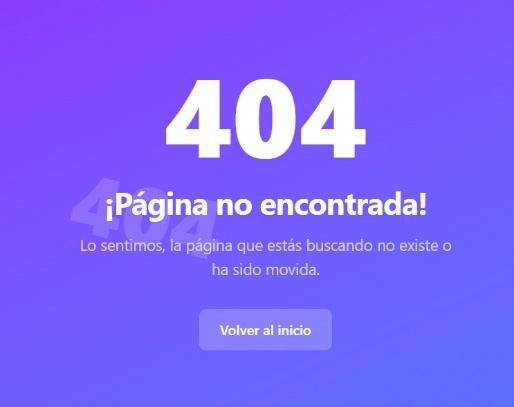 404
404
¡Página no encontrada!
Lo sentimos, la página que estás buscando no existe o
ha sido movida.
Volver al inicio